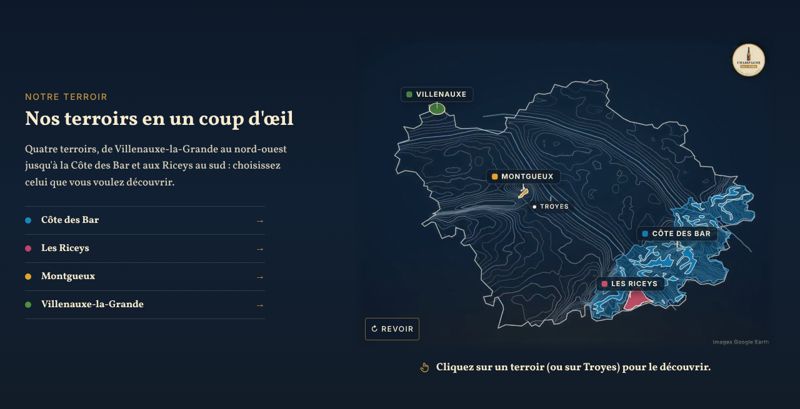 NOTRE TERROIR
Nos terroirs en un coup d'œil
Quatre terroirs, de Villenauxe-la-Grande au nord-ouest
jusqu'à la Côte des Bar et aux Riceys au sud : choisissez
celui que vous voulez découvrir.
Côte des Bar →
Les Riceys →
Montgueux →
Villenauxe-la-Grande →
VILLENAUXE
MONTGUEUX
TROYES
CÔTE DES BAR
LES RICEYS
REVOIR
Images Google Earth
Cliquez sur un terroir (ou sur Troyes) pour le découvrir.